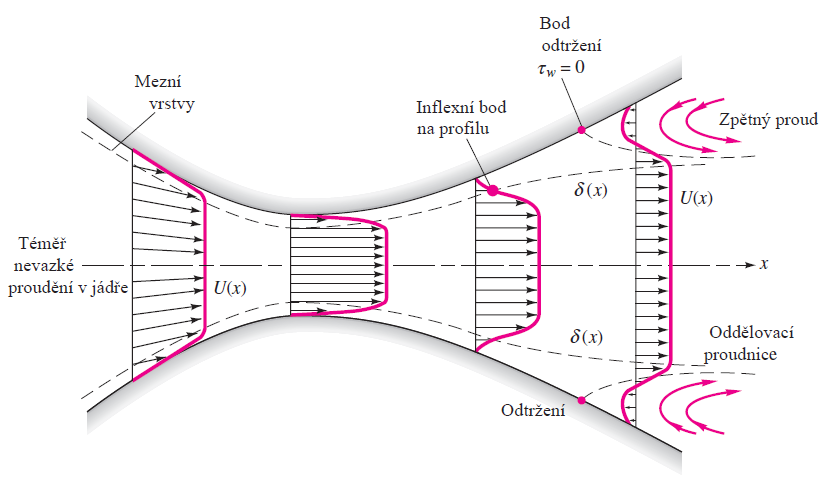 Bod
odtržení
τw = 0
Mezní
vrstvy
Inflexní bod
na profilu
Zpětný proud
δ(x)
U(x)
Téměř
nevazké
proudění v jádře
U(x)
x
δ(x)
Oddělovací
proudnice
Odtržení